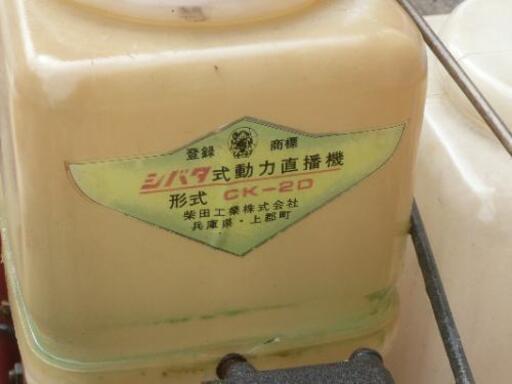 登録 商標
シバタ式動力直播機
形式 CK-2D
柴田工業株式会社
兵庫県・上郡町